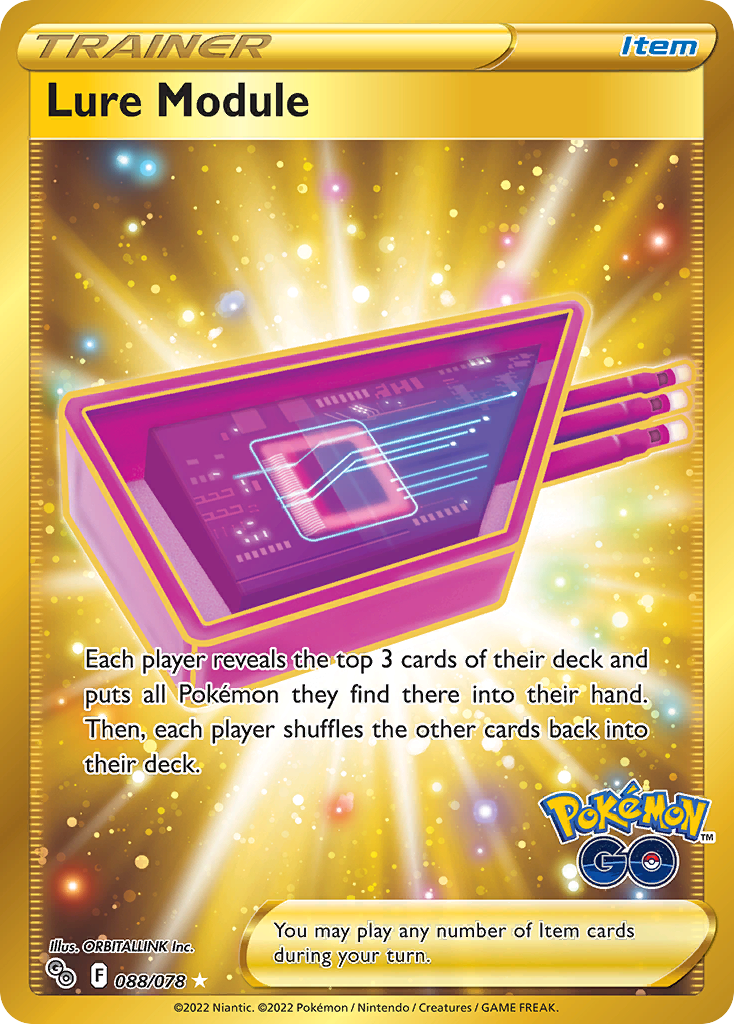 TRAINER
Item
Lure Module
Each player reveals the top 3 cards of their deck and
puts all Pokémon they find there into their hand.
Then, each player shuffles the other cards back into
their deck.
POKéMON™
GO
You may play any number of Item cards
during your turn.
Illus. ORBITALLINK Inc.
GO F 088/078 ★
©2022 Niantic. ©2022 Pokémon / Nintendo / Creatures / GAME FREAK.